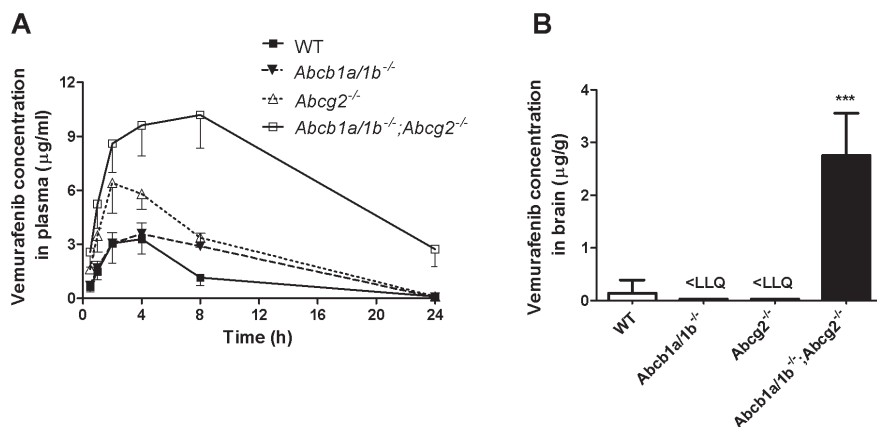 A
WT
Abcb1a/1b-/-
Abcg2-/-
Abcb1a/1b-/-;Abcg2-/-
Vemurafenib concentration
in plasma (μg/ml)
12
9
6
3
0
0 4 8 12 16 20 24
Time (h)
B
Vemurafenib concentration
in brain (μg/g)
4
3
2
1
0
<LLQ
<LLQ
***
WT
Abcb1a/1b-/-
Abcg2-/-
Abcb1a/1b-/-;Abcg2-/-